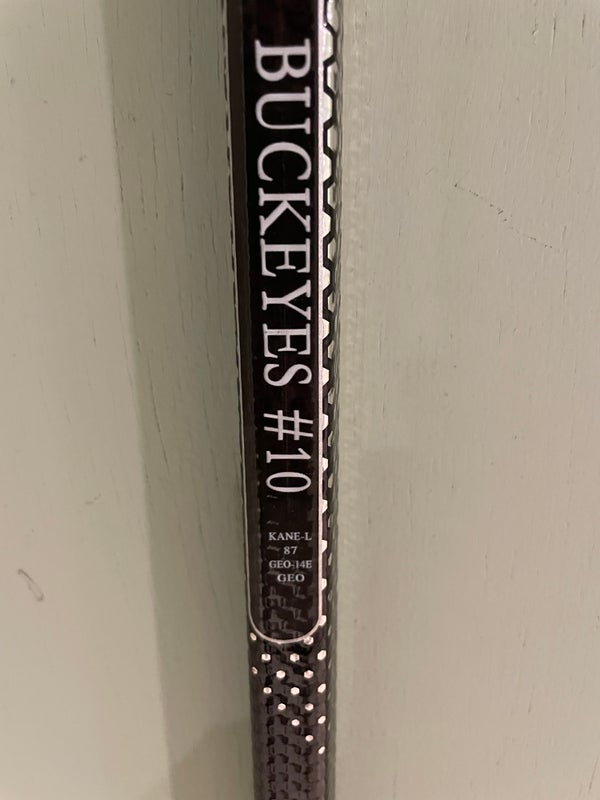 BUCKEYES #10
KANE-L
87
GEO-14E
GEO